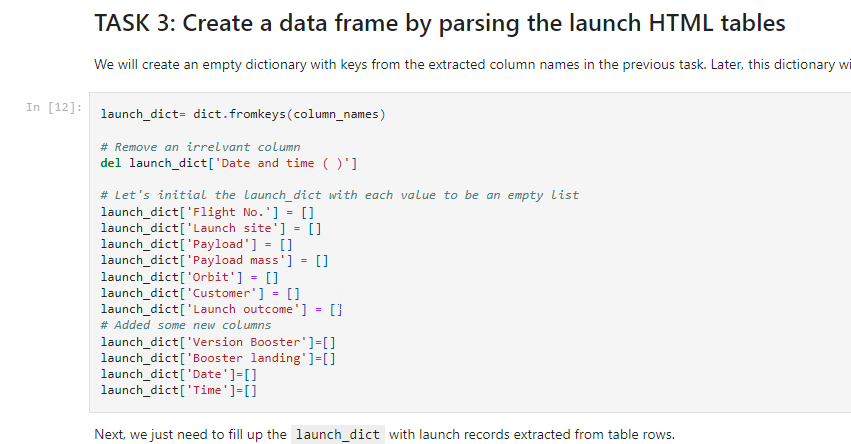 TASK 3: Create a data frame by parsing the launch HTML tables
We will create an empty dictionary with keys from the extracted column names in the previous task. Later, this dictionary wi
In [12]:
launch_dict= dict.fromkeys(column_names)
# Remove an irrelvant column
del launch_dict['Date and time ( )']
# Let's initial the launch_dict with each value to be an empty list
launch_dict['Flight No.'] = []
launch_dict['Launch site'] = []
launch_dict['Payload'] = []
launch_dict['Payload mass'] = []
launch_dict['Orbit'] = []
launch_dict['Customer'] = []
launch_dict['Launch outcome'] = []
# Added some new columns
launch_dict['Version Booster']=[]
launch_dict['Booster landing']=[]
launch_dict['Date']=[]
launch_dict['Time']=[]
Next, we just need to fill up the launch_dict with launch records extracted from table rows.